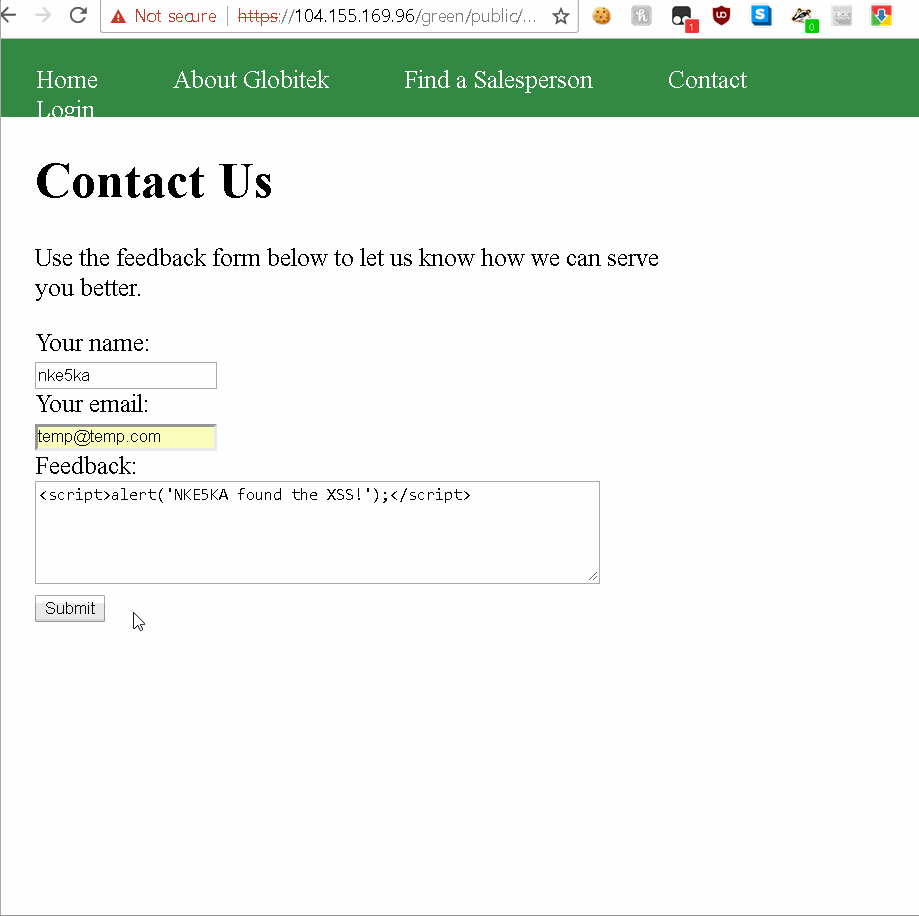 Not secure https://104.155.169.96/green/public/...
1 0
Home About Globitek Find a Salesperson Contact
Login
Contact Us
Use the feedback form below to let us know how we can serve
you better.
Your name:
nke5ka
Your email:
temp@temp.com
Feedback:
<script>alert('NKE5KA found the XSS!');</script>
Submit